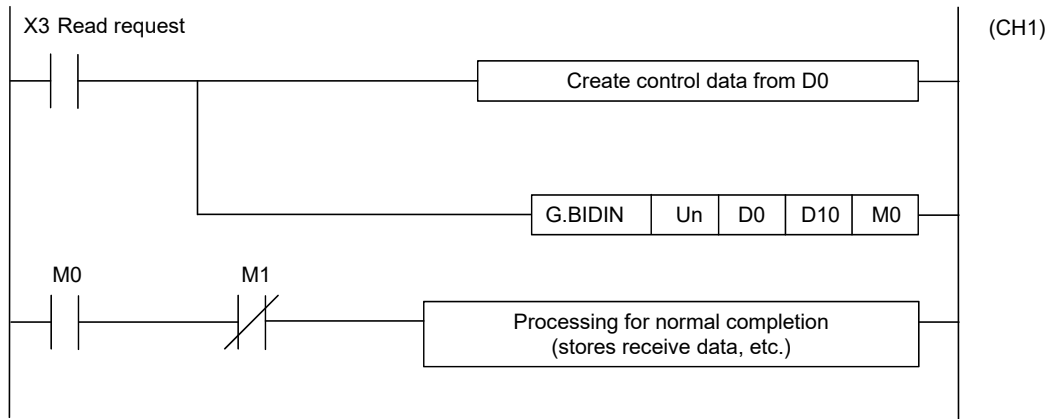 X3 Read request
(CH1)
Create control data from D0
G.BIDIN Un D0 D10 M0
M0 M1
Processing for normal completion
(stores receive data, etc.)